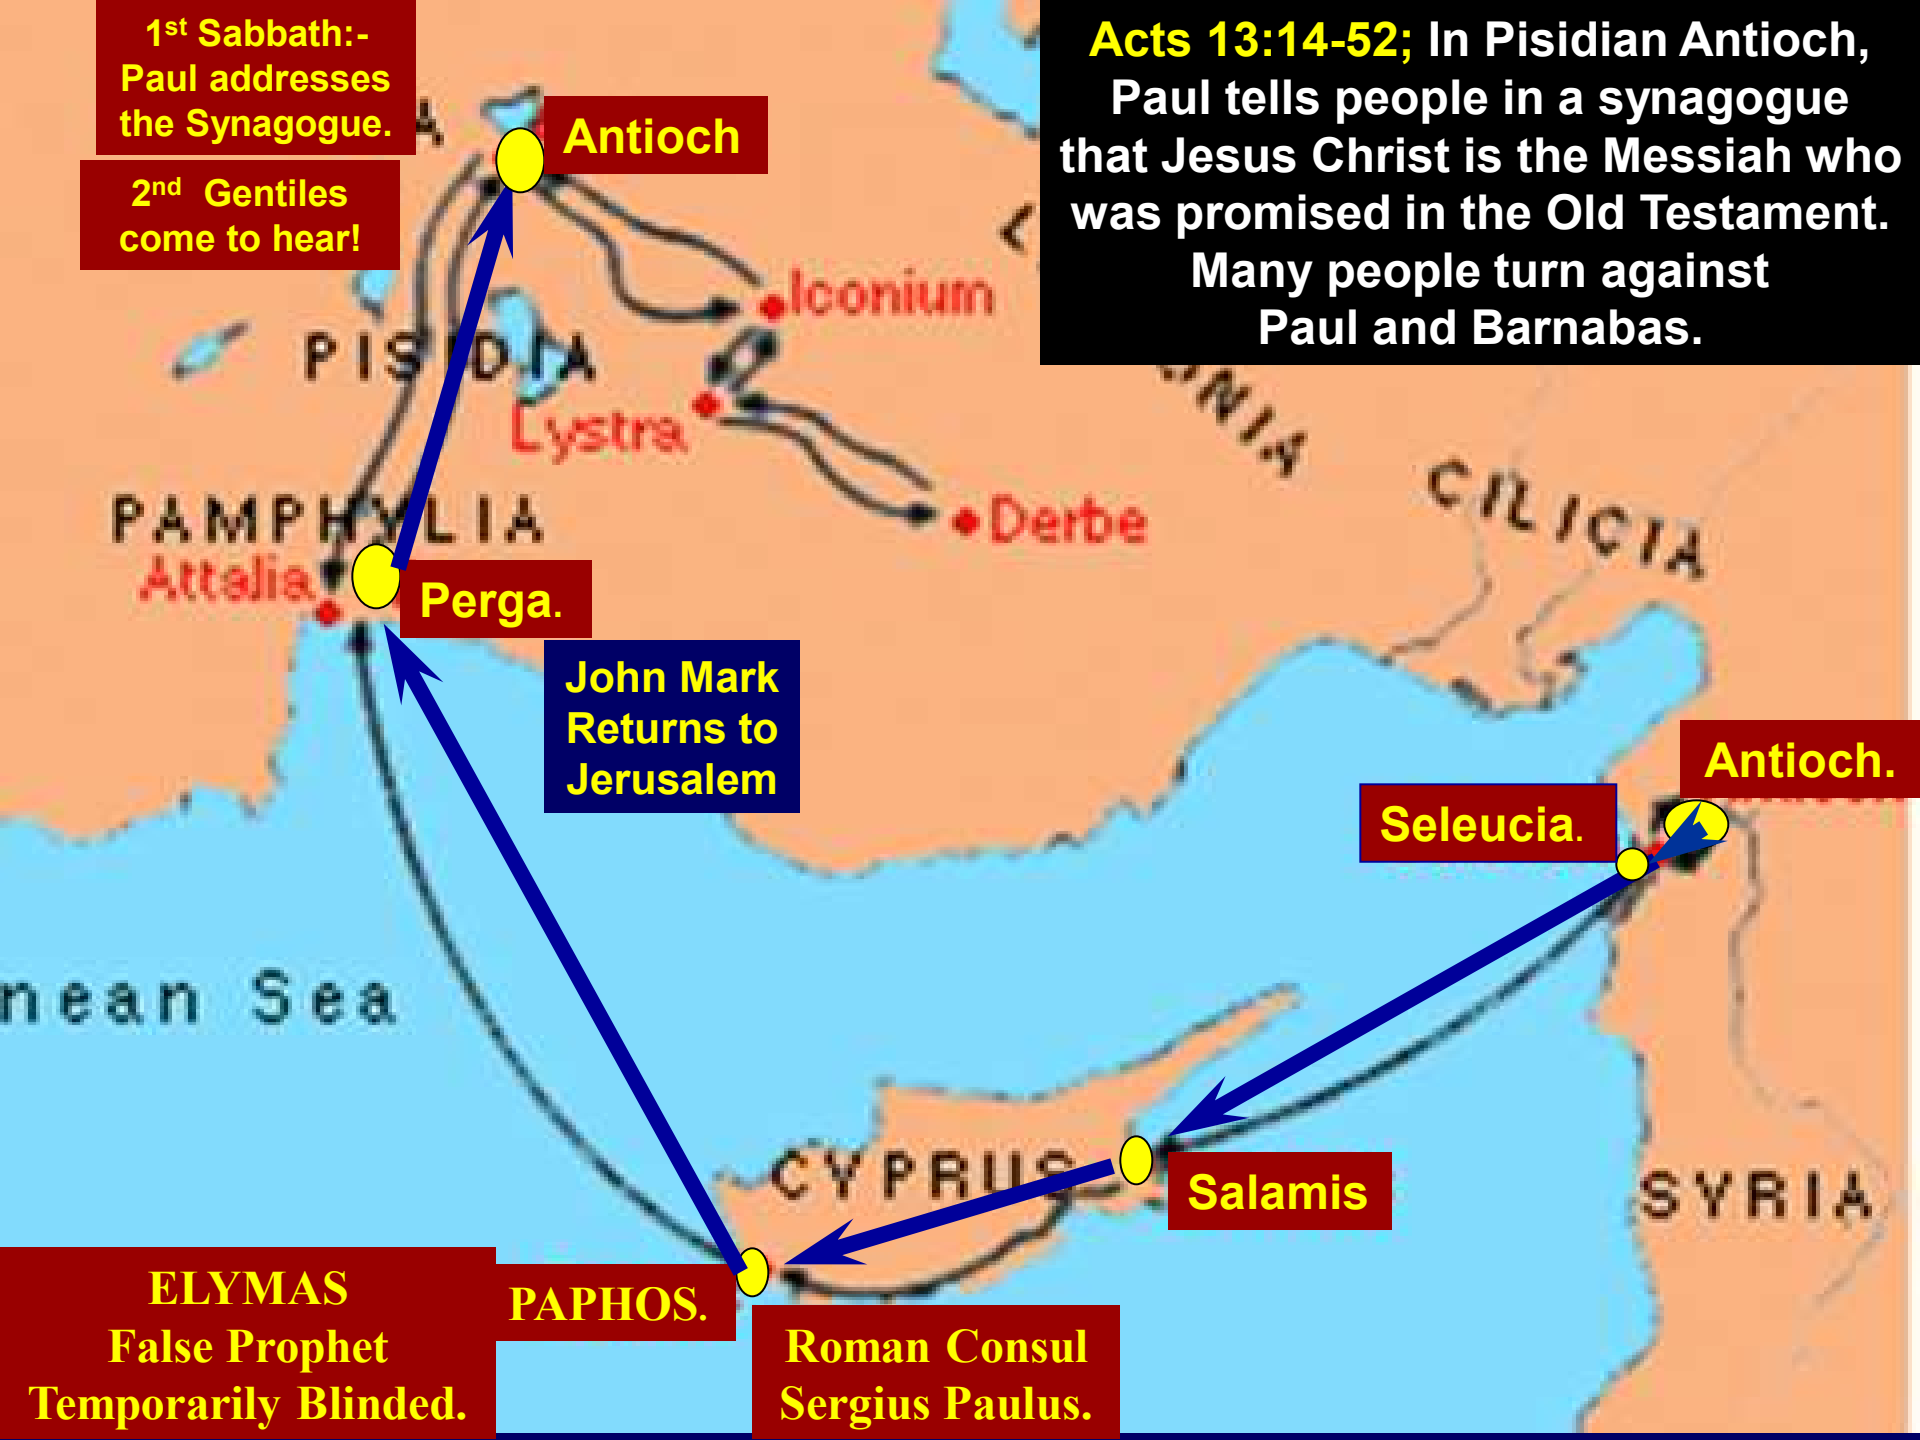 1st Sabbath:-
Paul addresses
the Synagogue.
2nd Gentiles
come to hear!
Acts 13:14-52; In Pisidian Antioch,
Paul tells people in a synagogue
that Jesus Christ is the Messiah who
was promised in the Old Testament.
Many people turn against
Paul and Barnabas.
A
Antioch
L
Iconium
PISIDIA
ONIA
Lystra
CILICIA
PAMPHYLIA
Derbe
Attalia
Perga.
John Mark
Returns to
Jerusalem
Antioch.
Seleucia.
nean Sea
CYPRUS
Salamis
SYRIA
ELYMAS
False Prophet
Temporarily Blinded.
PAPHOS.
Roman Consul
Sergius Paulus.